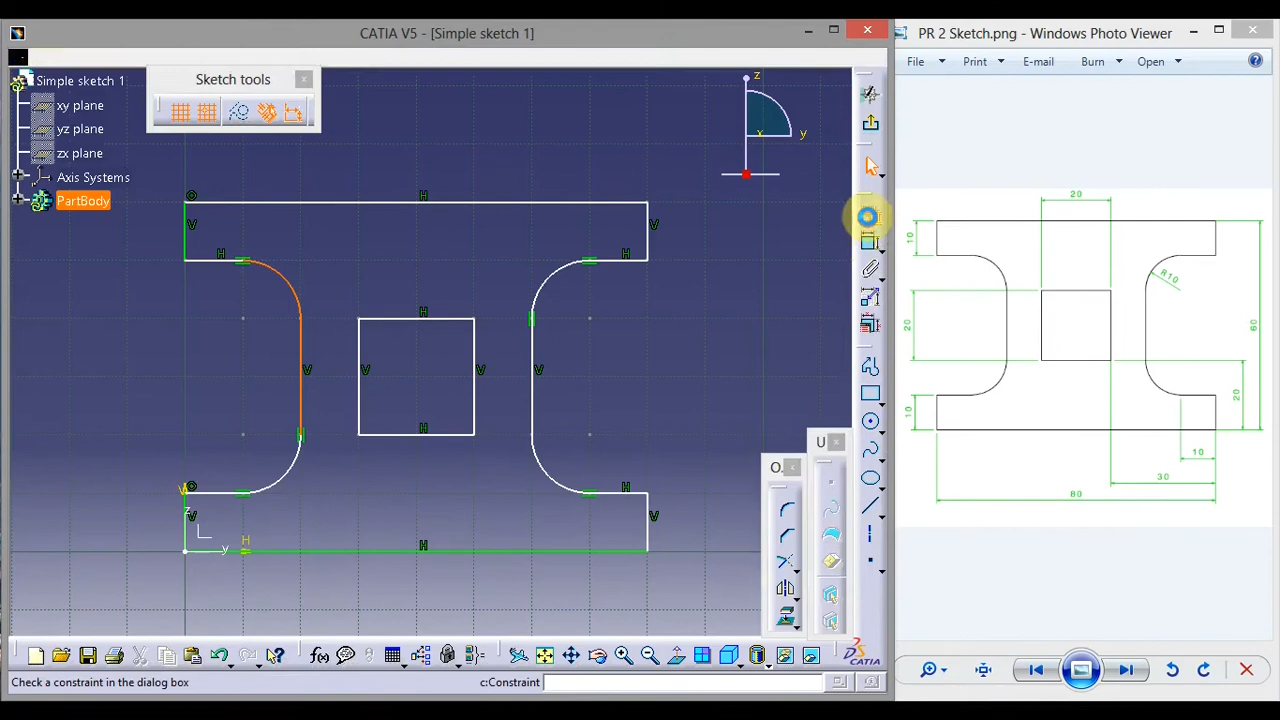 CATIA V5 - [Simple sketch 1]
PR 2 Sketch.png - Windows Photo Viewer
File
Print
E-mail
Burn
Open
Simple sketch 1
xy plane
yz plane
zx plane
Axis Systems
PartBody
Sketch tools
z
x
y
H
V
V
H
H
H
V
V
V
V
H
H
V
V
V
H
H
z
y
O..
U
20
10
R10
20
60
20
10
10
30
80
f(x)
CATIA
Check a constraint in the dialog box
c:Constraint